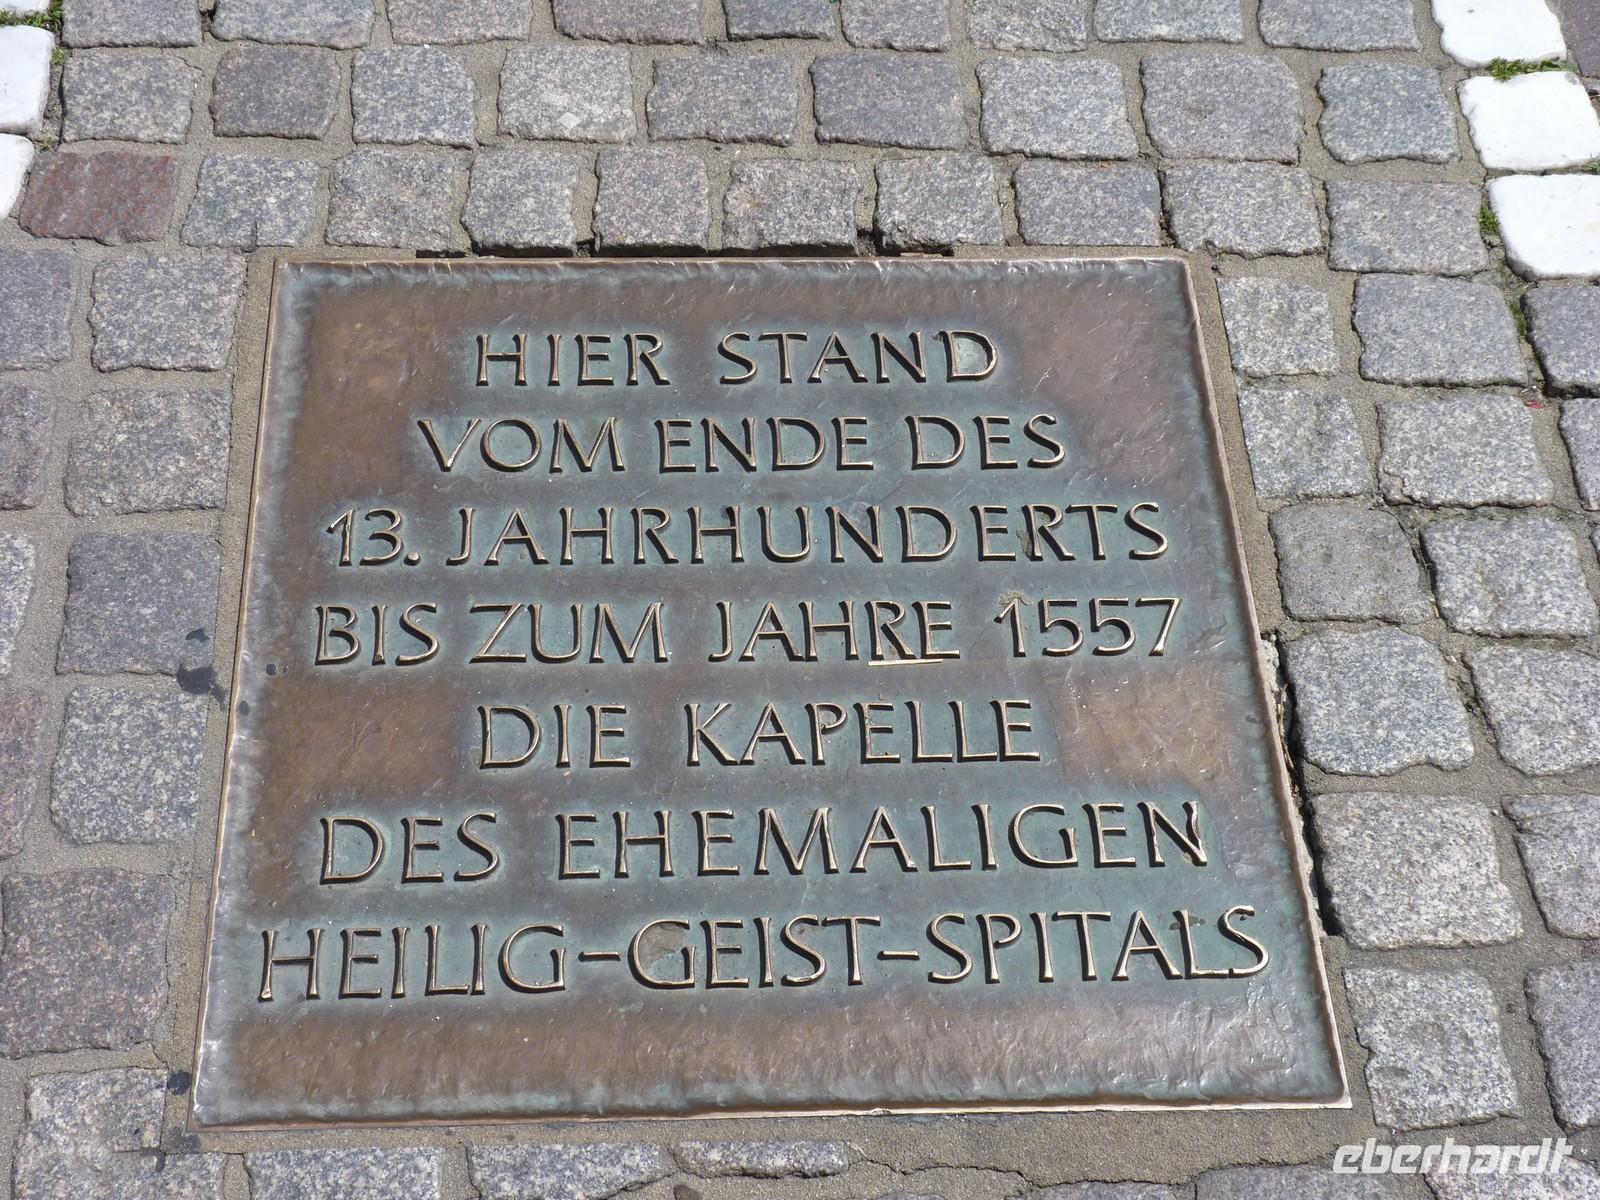 HIER STAND
VOM ENDE DES
13. JAHRHUNDERTS
BIS ZUM JAHRE 1557
DIE KAPELLE
DES EHEMALIGEN
HEILIG-GEIST-SPITALS
eberhardt